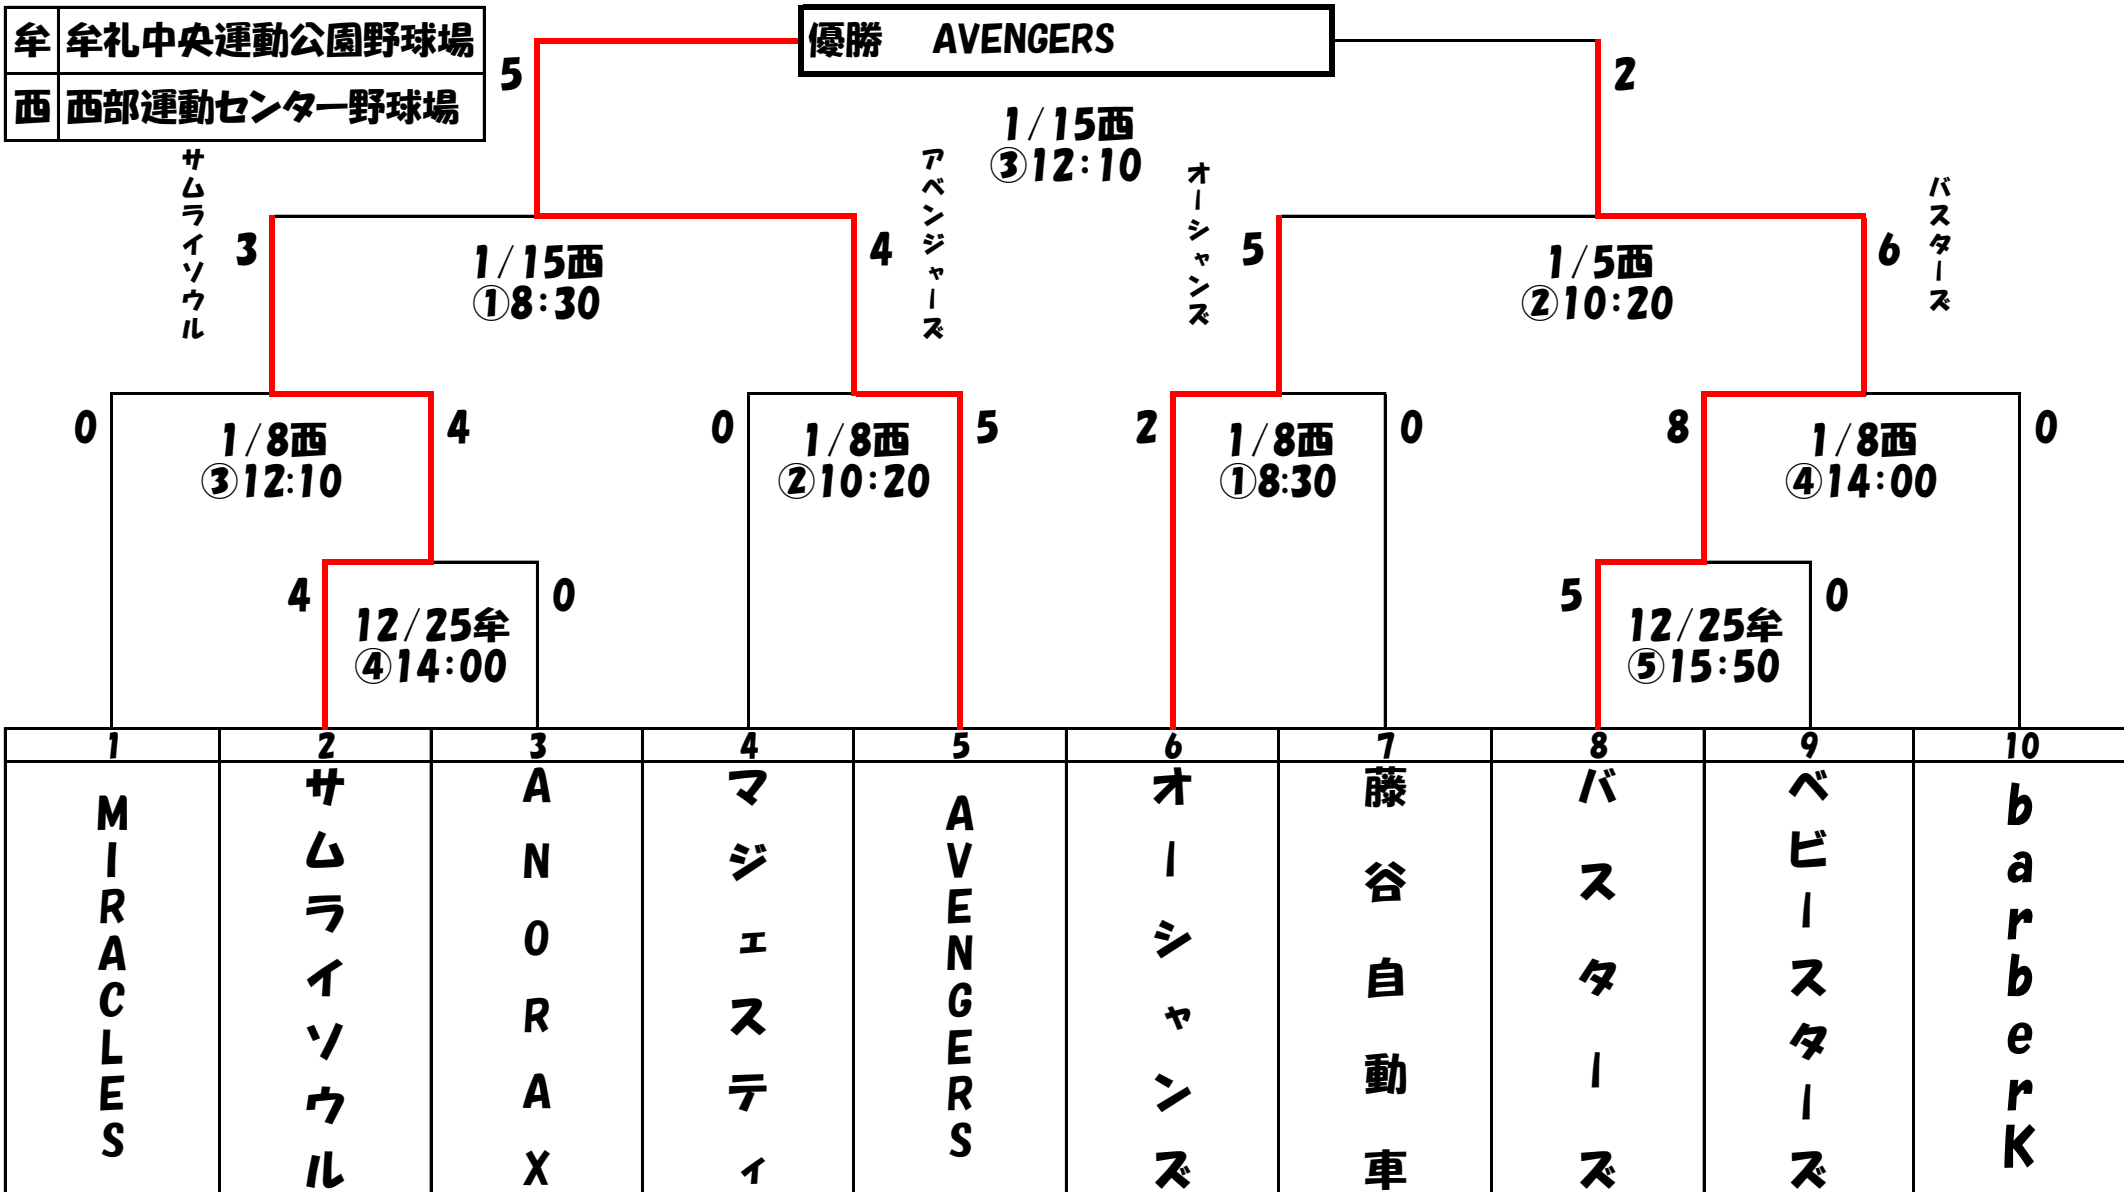 牟 牟礼中央運動公園野球場
西 西部運動センター野球場
優勝 AVENGERS
5
2
1/15西
③12:10
サムライソウル
アベンジャーズ
オーシャンズ
バスターズ
3
4
5
6
1/15西
①8:30
1/5西
②10:20
0
4
0
5
2
0
8
0
1/8西
③12:10
1/8西
②10:20
1/8西
①8:30
1/8西
④14:00
4
0
5
0
12/25牟
④14:00
12/25牟
⑤15:50
1 2 3 4 5 6 7 8 9 10
MIRACLES
サムライソウル
ANORAX
マジェスティ
AVENGERS
オーシャンズ
藤谷自動車
バスターズ
ベビースターズ
barberK